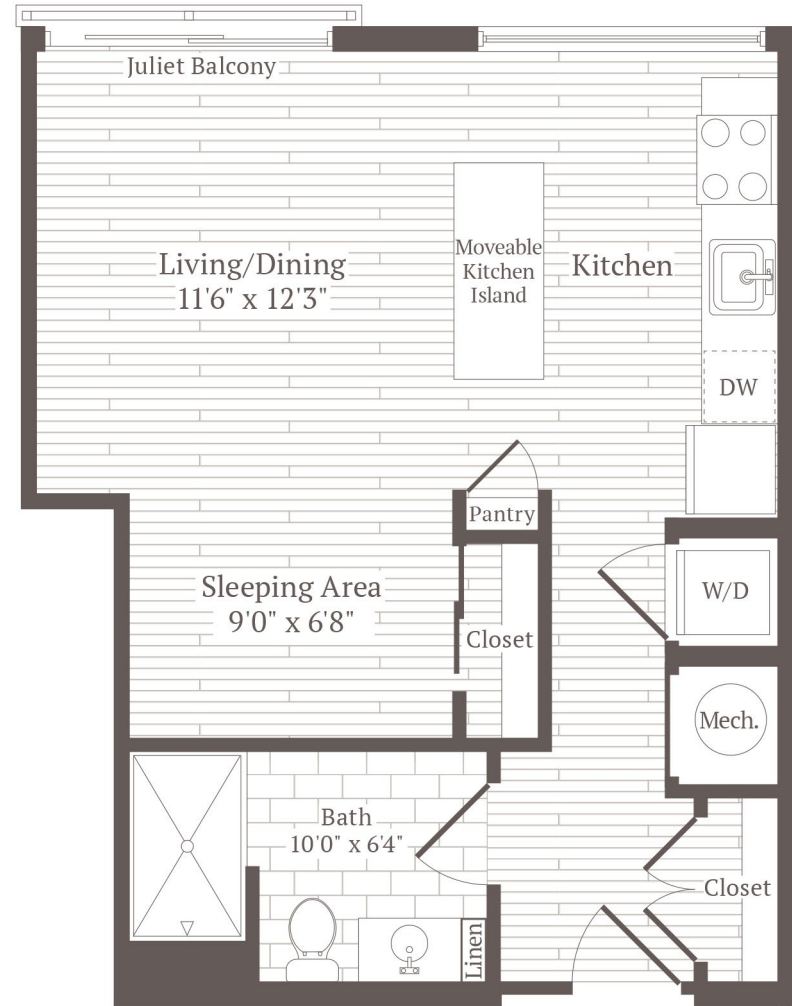 Juliet Balcony
Living/Dining
11'6" x 12'3"
Moveable
Kitchen
Island
Kitchen
DW
Pantry
Sleeping Area
9'0" x 6'8"
Closet
W/D
Mech.
Bath
10'0" x 6'4"
Closet
Linen